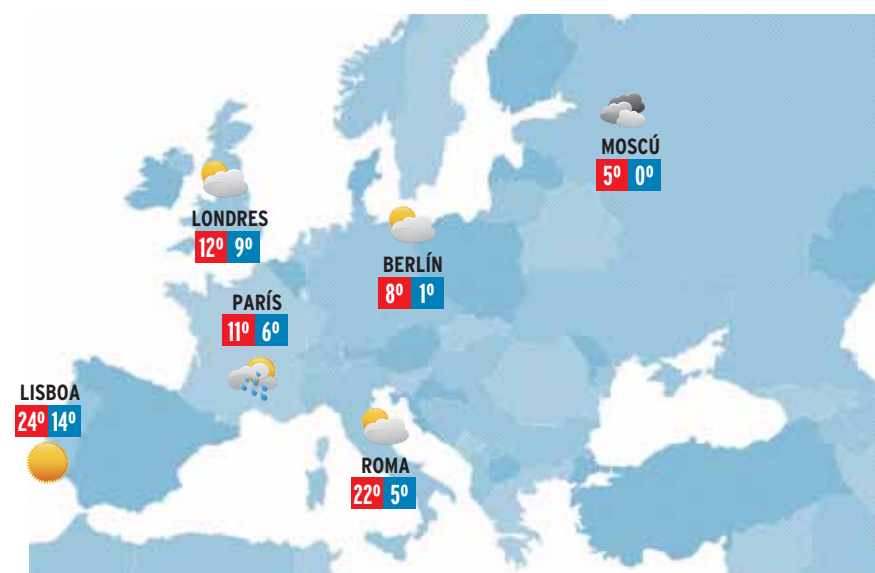 MOSCÚ
5º 0º
LONDRES
12º 9º
BERLÍN
8º 1º
PARÍS
11º 6º
LISBOA
24º 14º
ROMA
22º 5º